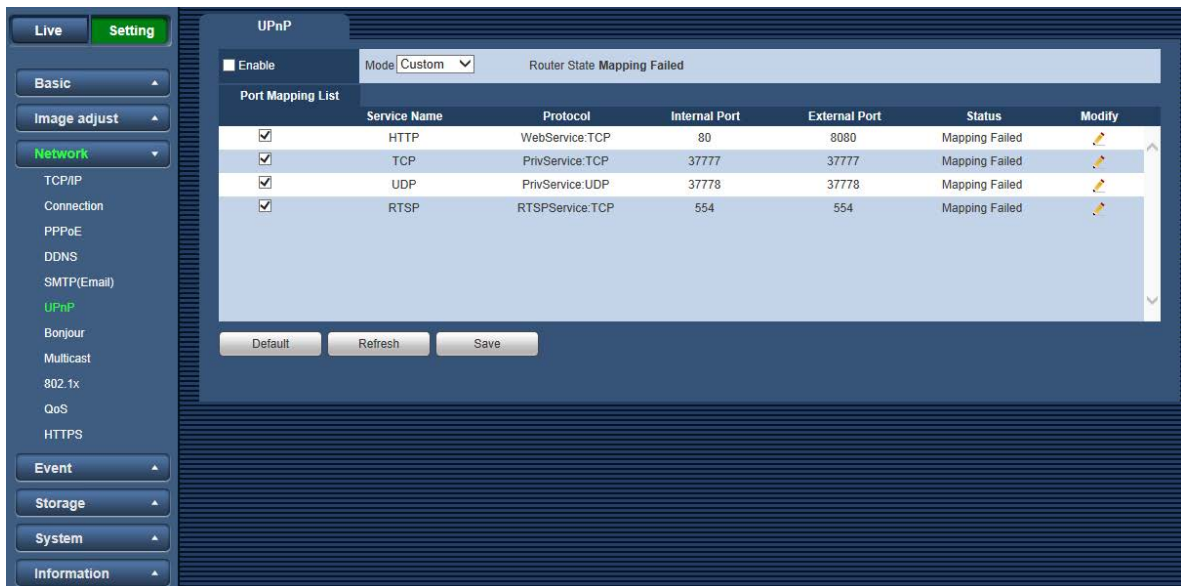 Live
Setting
Basic
Image adjust
Network
TCP/IP
Connection
PPPoE
DDNS
SMTP(Email)
UPnP
Bonjour
Multicast
802.1x
QoS
HTTPS
Event
Storage
System
Information
UPnP
Enable Mode Custom Router State Mapping Failed
Port Mapping List
Service Name Protocol Internal Port External Port Status Modify
HTTP WebService:TCP 80 8080 Mapping Failed
TCP PrivService:TCP 37777 37777 Mapping Failed
UDP PrivService:UDP 37778 37778 Mapping Failed
RTSP RTSPService:TCP 554 554 Mapping Failed
Default Refresh Save